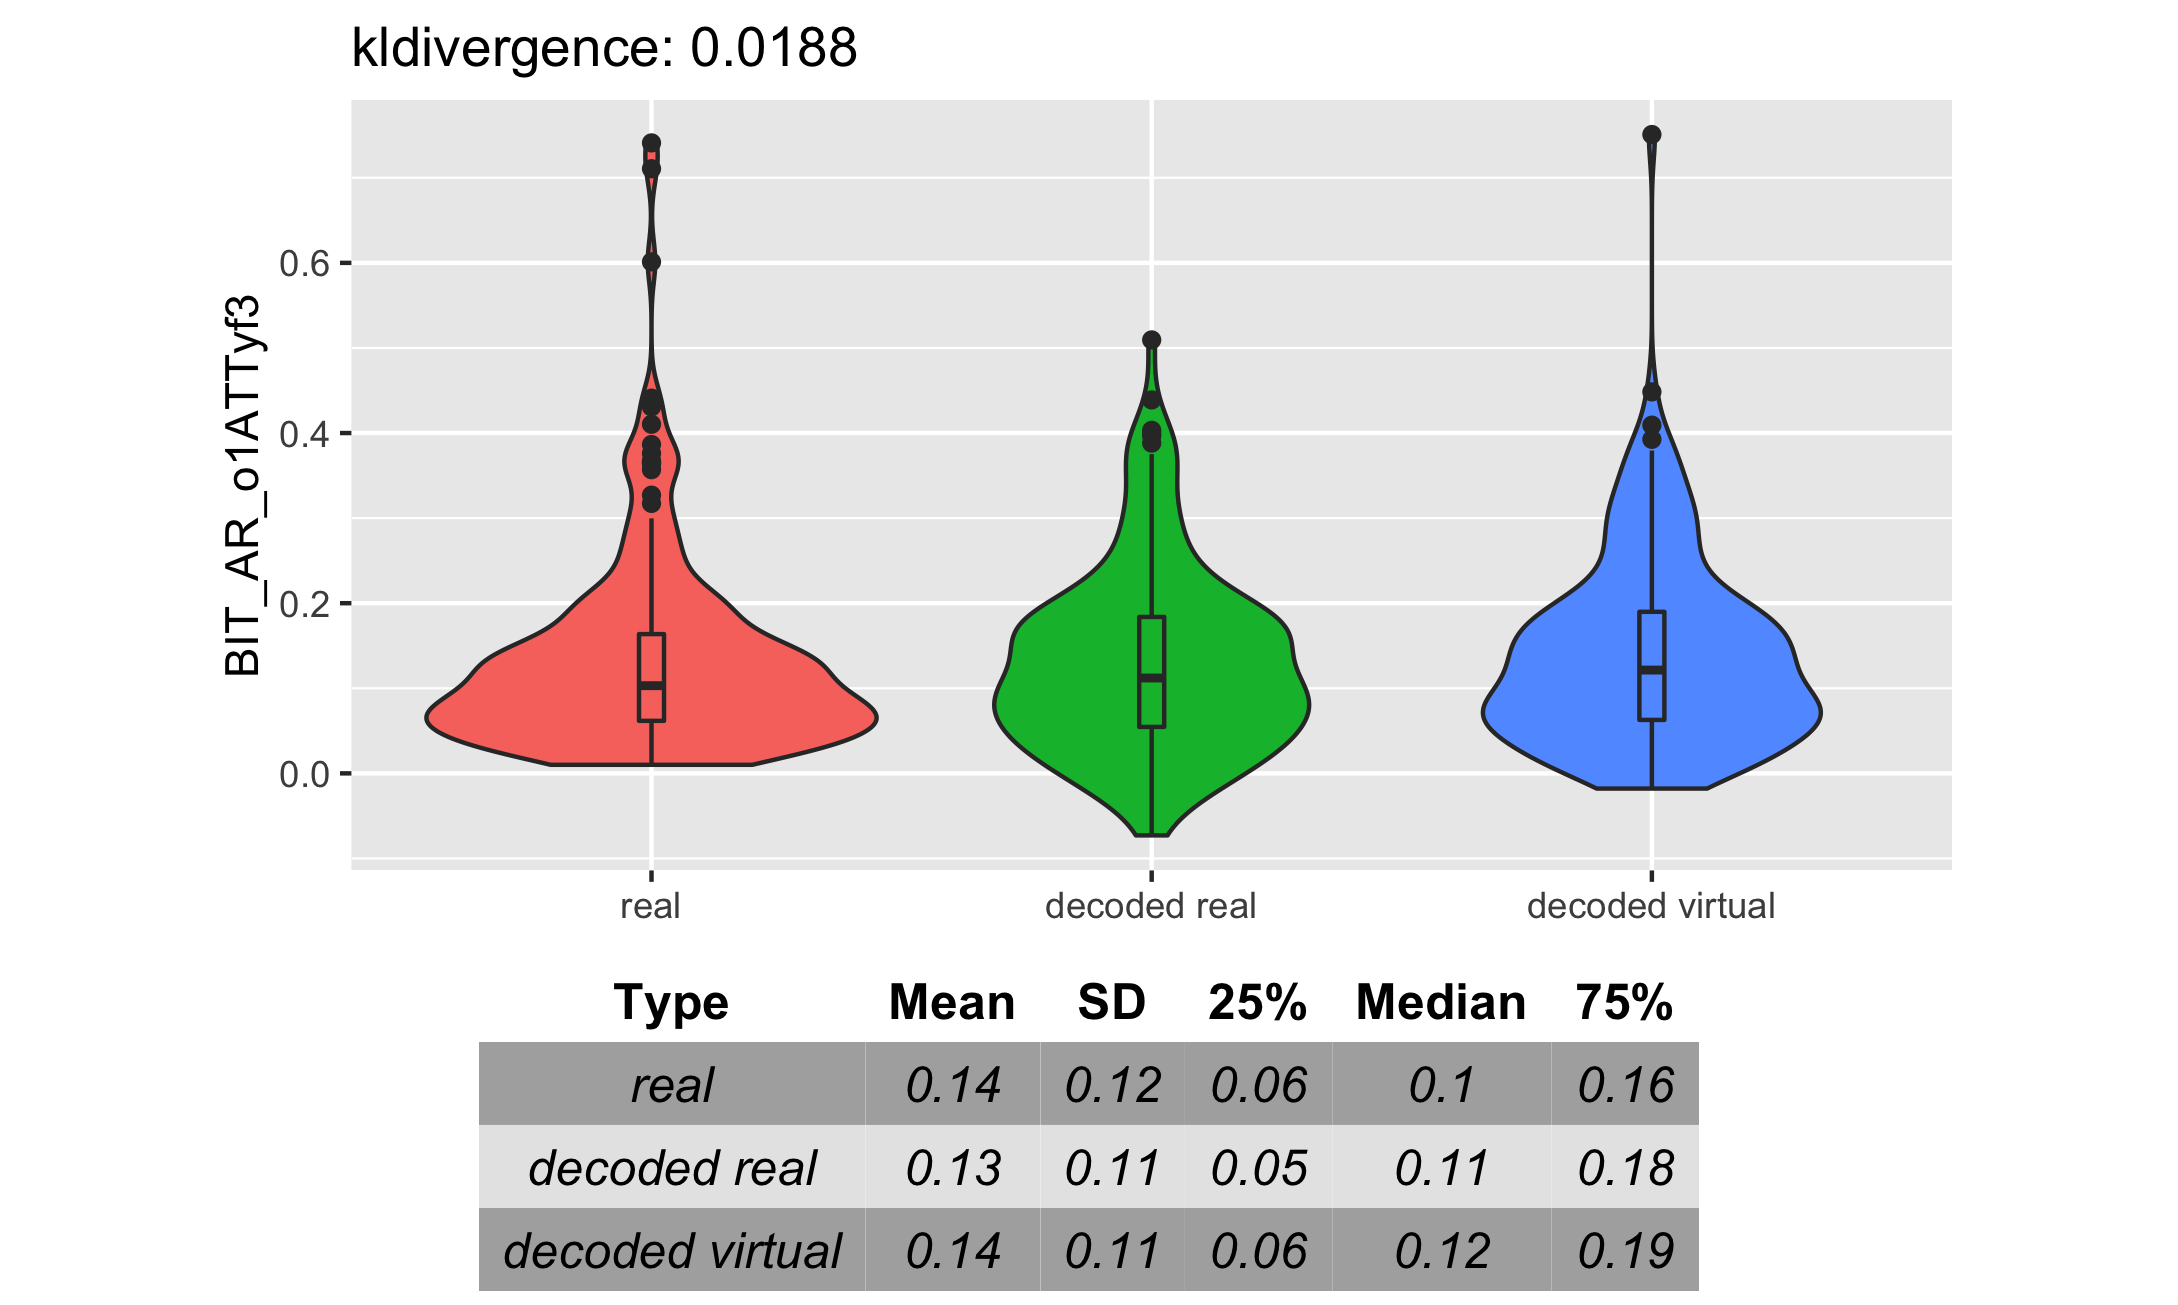 kldivergence: 0.0188
BIT_AR_o1ATTyf3
0.6
0.4
0.2
0.0
real decoded real decoded virtual
Type Mean SD 25% Median 75%
real 0.14 0.12 0.06 0.1 0.16
decoded real 0.13 0.11 0.05 0.11 0.18
decoded virtual 0.14 0.11 0.06 0.12 0.19